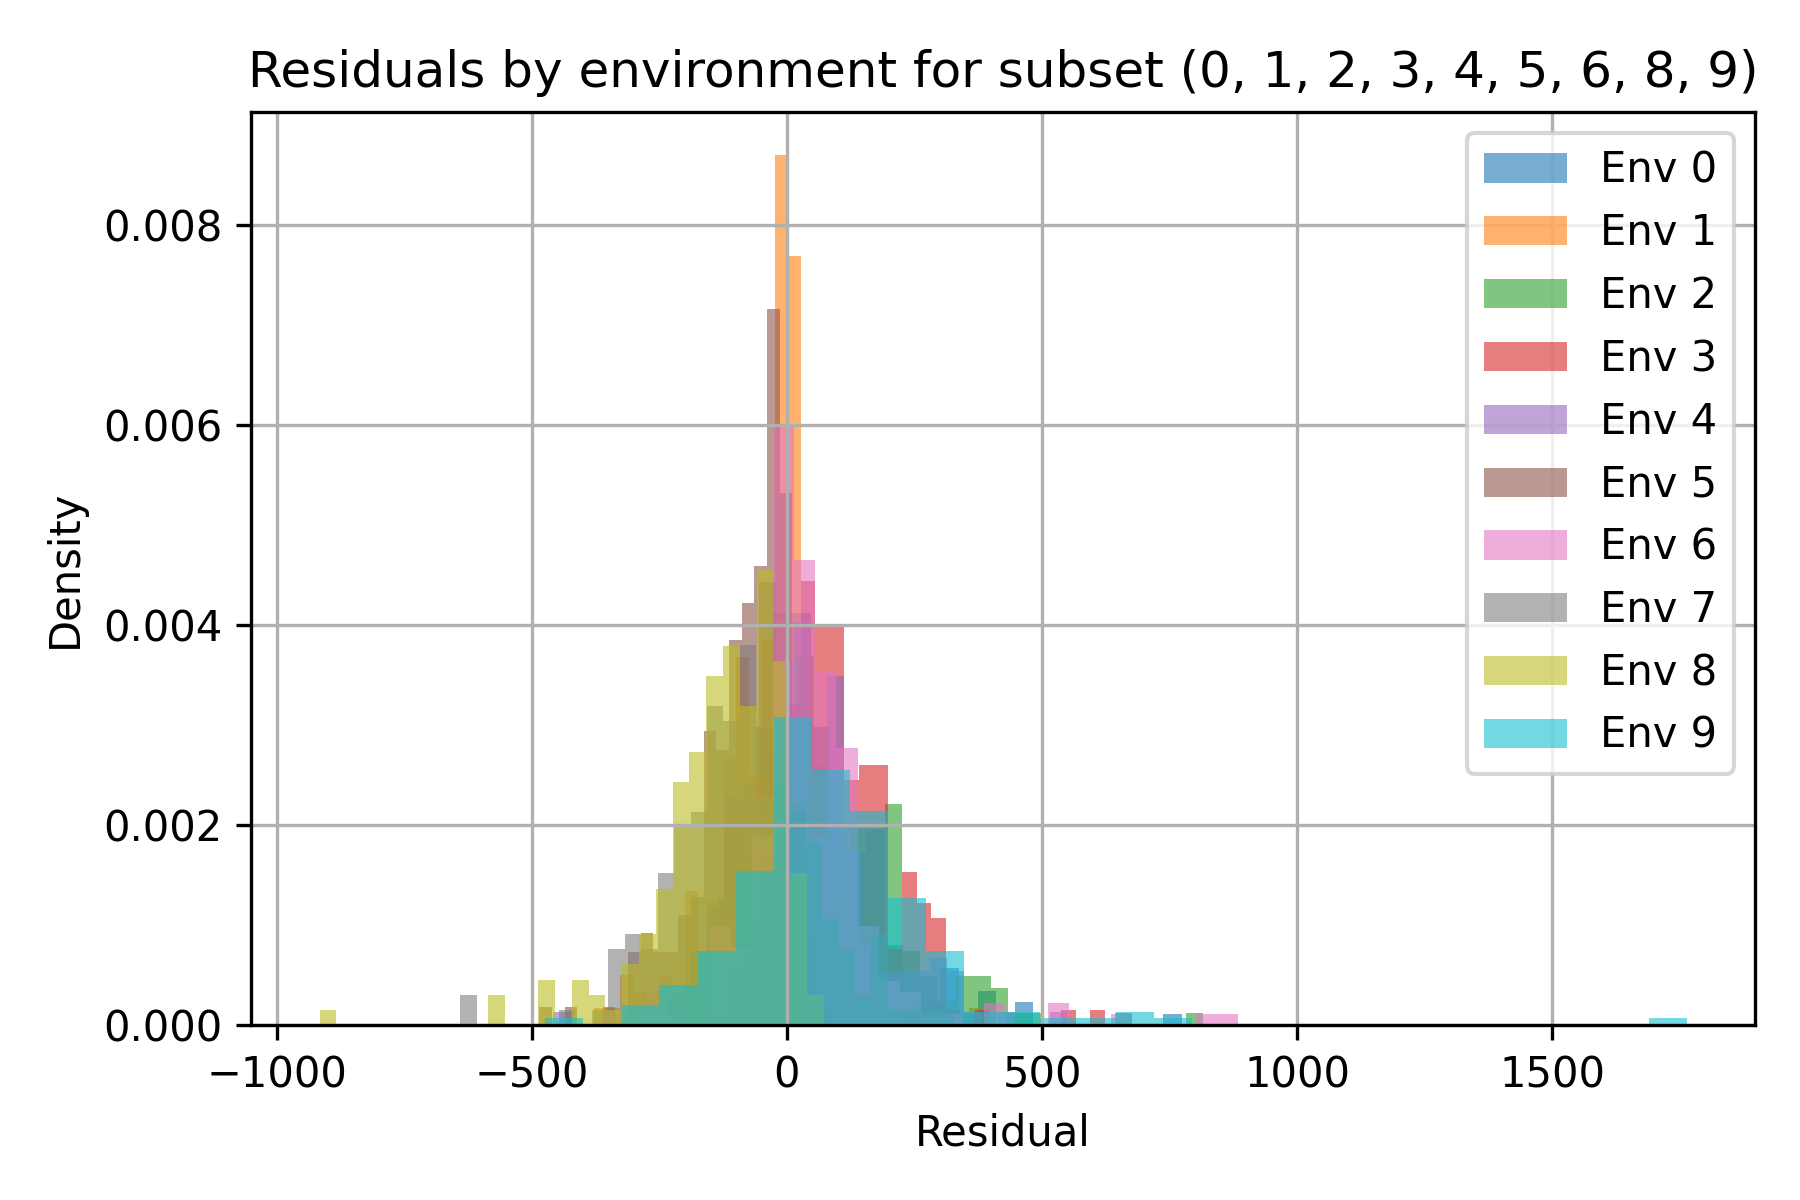 Residuals by environment for subset (0, 1, 2, 3, 4, 5, 6, 8, 9)
Density
0.008
0.006
0.004
0.002
0.000
−1000
−500
0
500
1000
1500
Residual
Env 0
Env 1
Env 2
Env 3
Env 4
Env 5
Env 6
Env 7
Env 8
Env 9